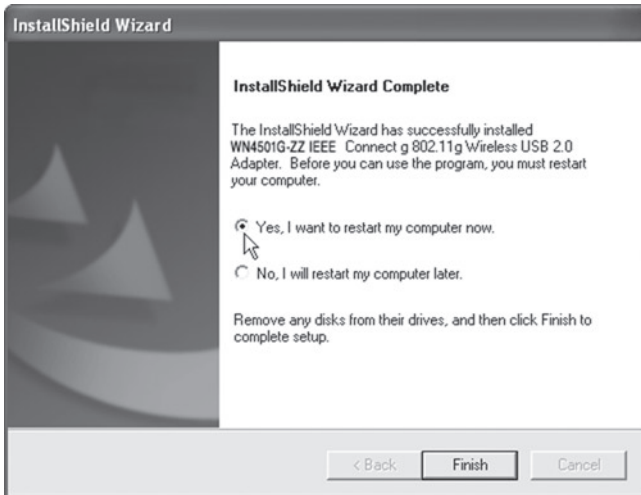 InstallShield Wizard
InstallShield Wizard Complete
The InstallShield Wizard has successfully installed
WN4501G-ZZ IEEE Connect g 802.11g Wireless USB 2.0
Adapter. Before you can use the program, you must restart
your computer.
Yes, I want to restart my computer now.
No, I will restart my computer later.
Remove any disks from their drives, and then click Finish to
complete setup.
< Back
Finish
Cancel